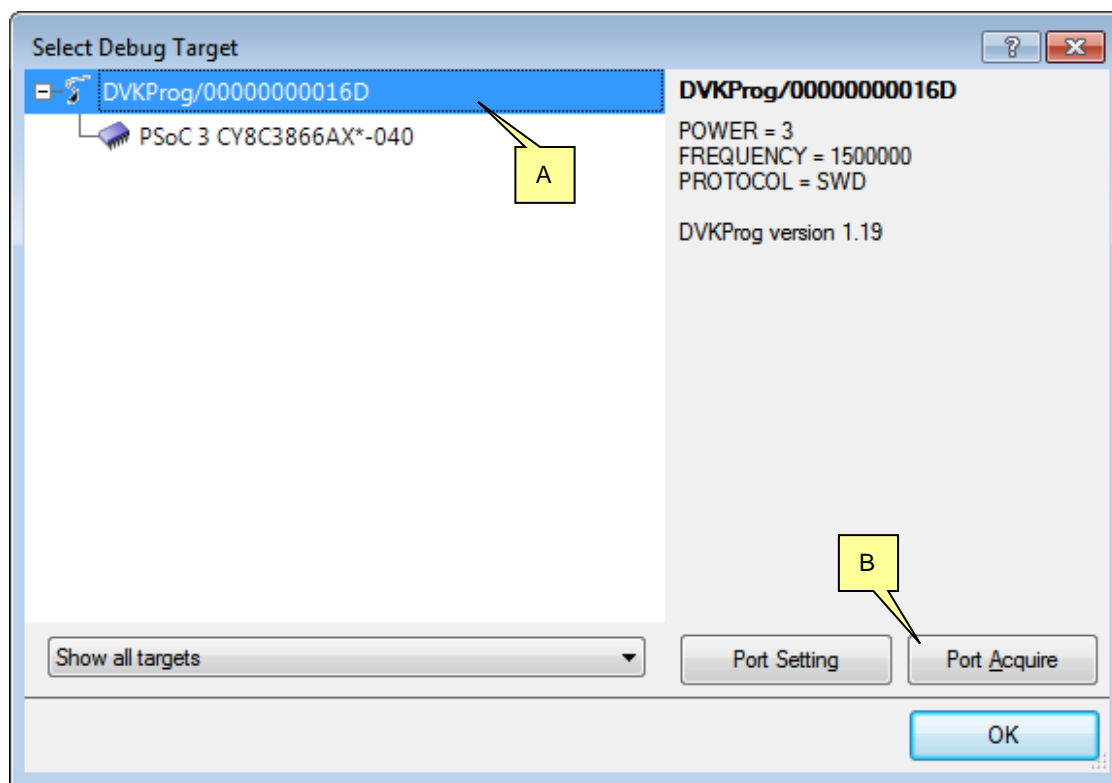 Select Debug Target
DVKProg/00000000016D
PSoC 3 CY8C3866AX*-040
A
DVKProg/00000000016D
POWER = 3
FREQUENCY = 1500000
PROTOCOL = SWD
DVKProg version 1.19
B
Show all targets
Port Setting
Port Acquire
OK